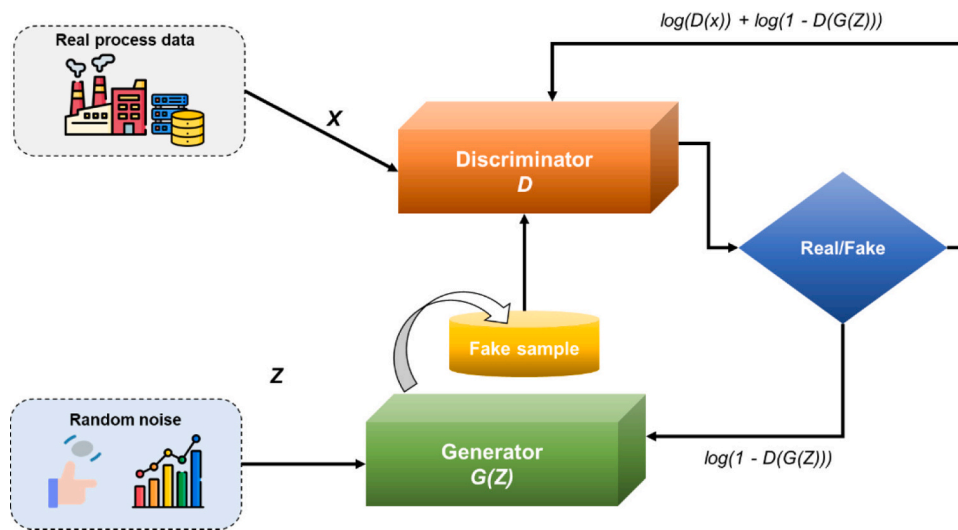 log(D(x)) + log(1 - D(G(Z)))
Real process data
X
Discriminator
D
Real/Fake
Fake sample
Z
Random noise
Generator
G(Z)
log(1 - D(G(Z)))